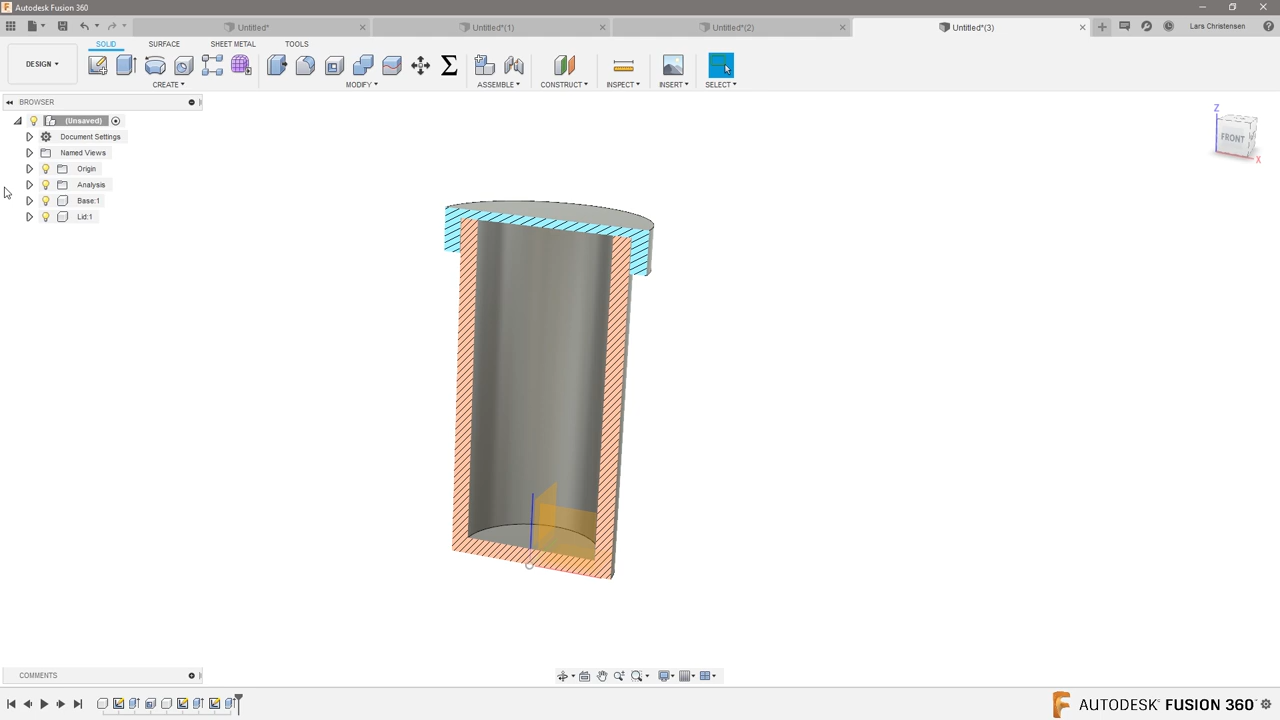 Autodesk Fusion 360
Untitled*
Untitled*(1)
Untitled*(2)
Untitled*(3)
Lars Christensen
DESIGN
SOLID
SURFACE
SHEET METAL
TOOLS
CREATE
MODIFY
ASSEMBLE
CONSTRUCT
INSPECT
INSERT
SELECT
BROWSER
(Unsaved)
Document Settings
Named Views
Origin
Analysis
Base:1
Lid:1
Z
FRONT
X
COMMENTS
AUTODESK® FUSION 360™